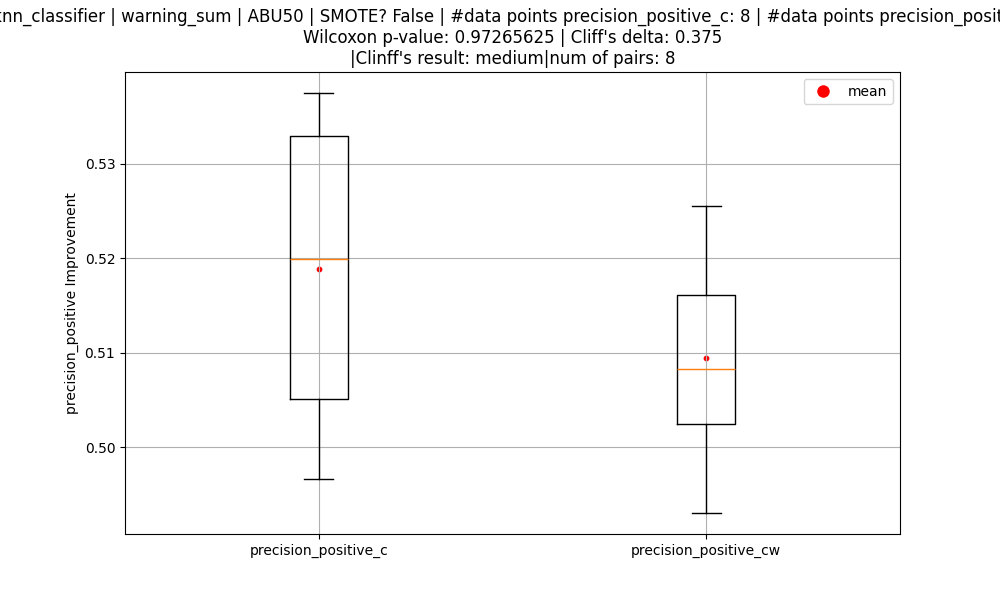 knn_classifier | warning_sum | ABU50 | SMOTE? False | #data points precision_positive_c: 8 | #data points
Wilcoxon p-value: 0.97265625 | Cliff's delta: 0.375
|Clinff's result: medium|num of pairs: 8
mean
0.53
0.52
0.51
0.50
precision_positive Improvement
precision_positive_c
precision_positive_cw